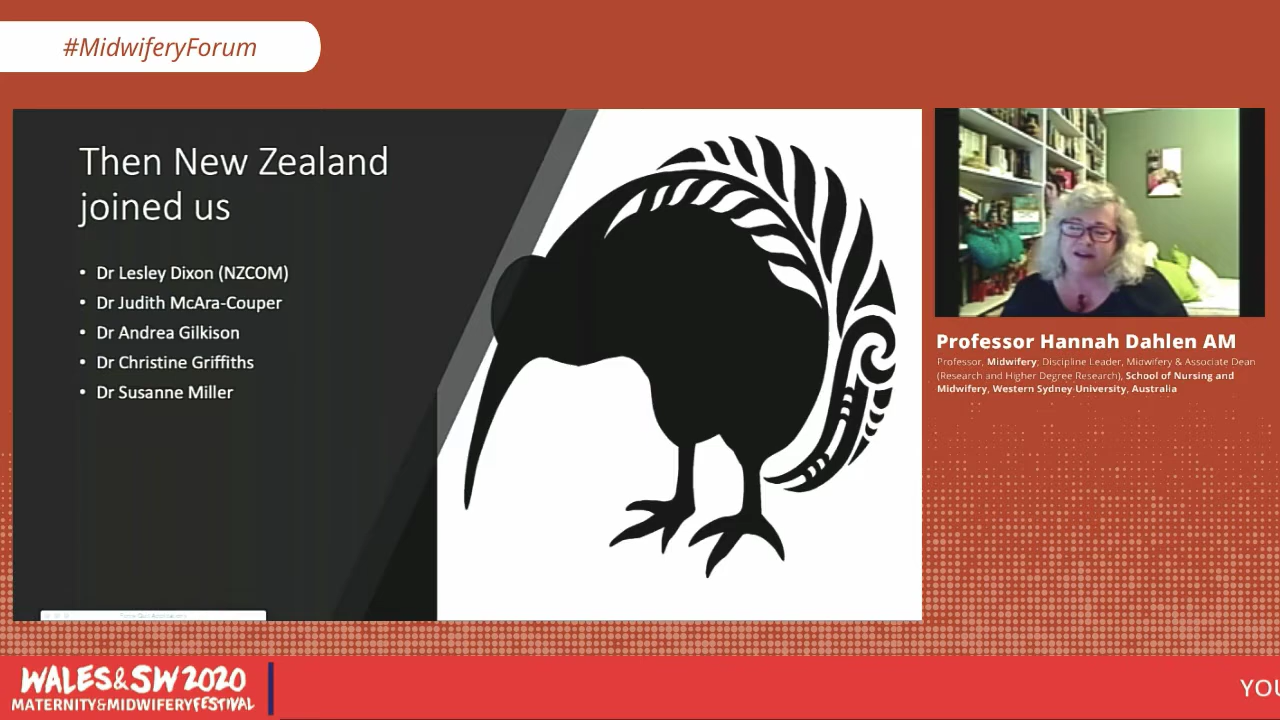 #MidwiferyForum
Then New Zealand
joined us
• Dr Lesley Dixon (NZCOM)
• Dr Judith McAra-Couper
• Dr Andrea Gilkison
• Dr Christine Griffiths
• Dr Susanne Miller
Professor Hannah Dahlen AM
Professor, Midwifery; Discipline Leader, Midwifery & Associate Dean
(Research and Higher Degree Research), School of Nursing and
Midwifery, Western Sydney University, Australia
WALES&SW2020
MATERNITY&MIDWIFERYFESTIVAL
YOU